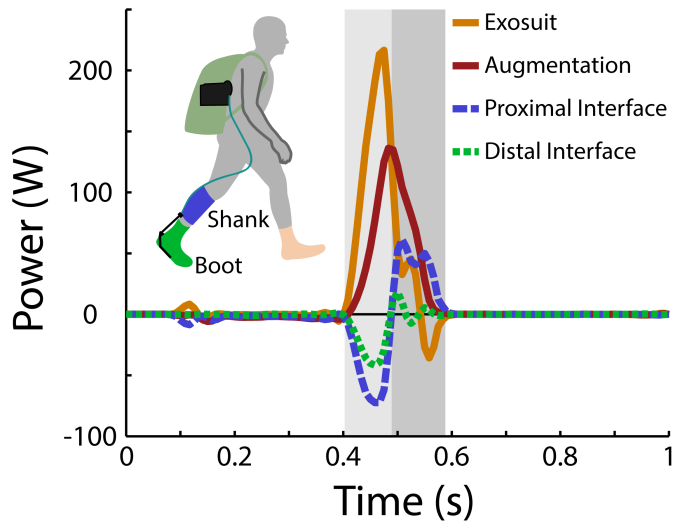 Power (W)
200
100
0
-100
Shank
Boot
Exosuit
Augmentation
Proximal Interface
Distal Interface
0
0.2
0.4
0.6
0.8
1
Time (s)